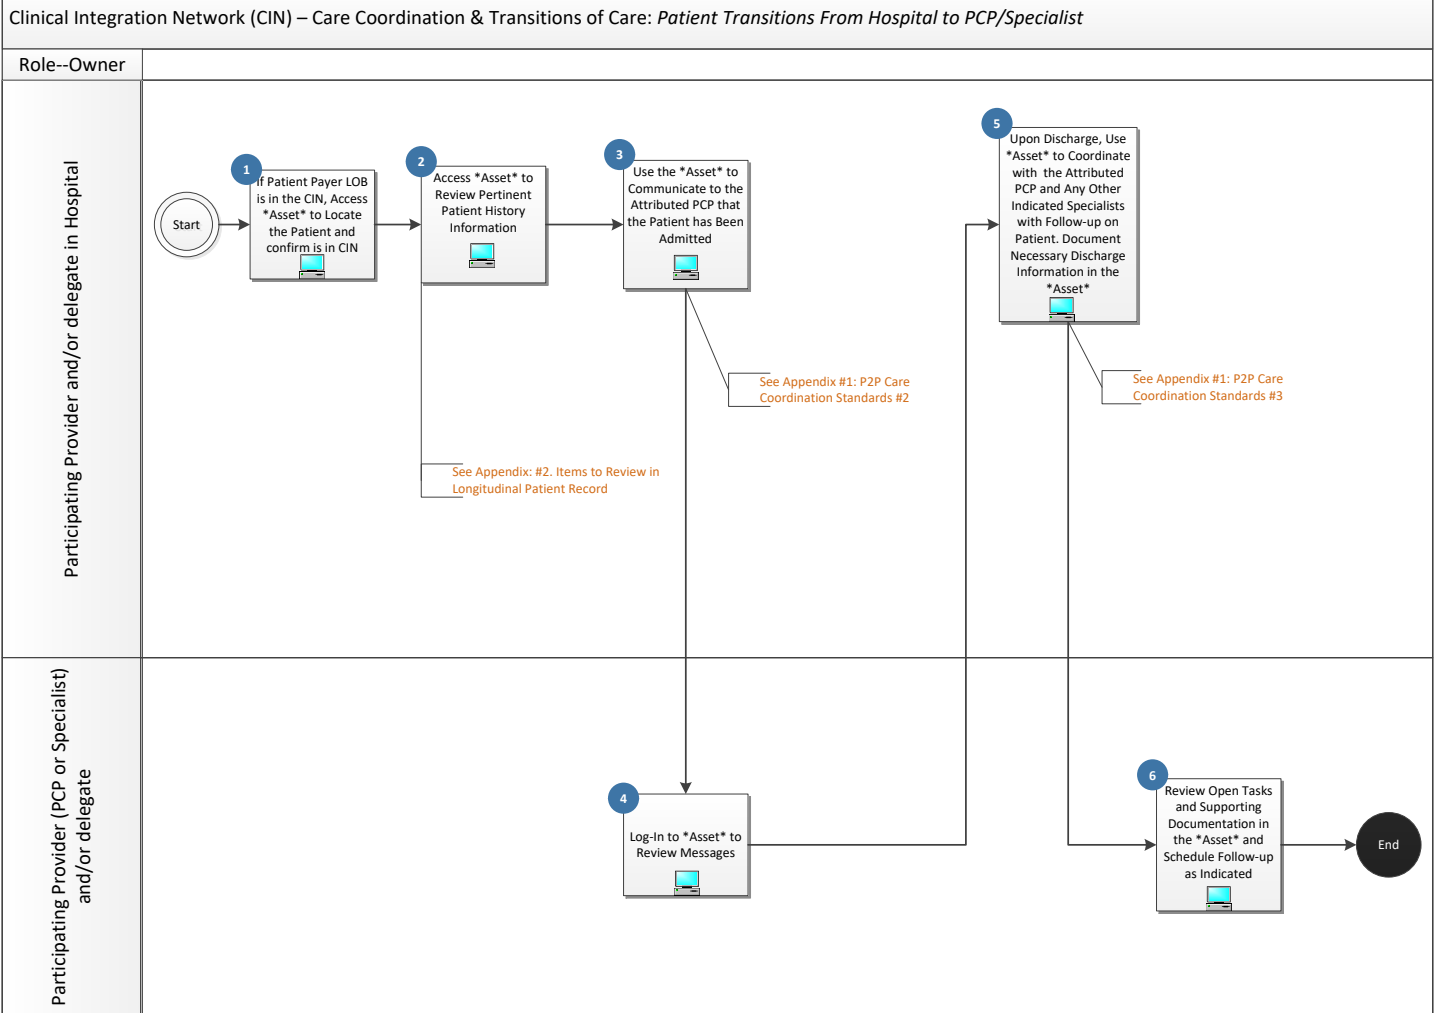 Clinical Integration Network (CIN) – Care Coordination & Transitions of Care: Patient Transitions From Hospital to PCP/Specialist
Role--Owner
Participating Provider and/or delegate in Hospital
Start
1
If Patient Payer LOB
is in the CIN, Access
*Asset* to Locate
the Patient and
confirm is in CIN
2
Access *Asset* to
Review Pertinent
Patient History
Information
See Appendix: #2. Items to Review in
Longitudinal Patient Record
3
Use the *Asset* to
Communicate to the
Attributed PCP that
the Patient has Been
Admitted
See Appendix #1: P2P Care
Coordination Standards #2
5
Upon Discharge, Use
*Asset* to Coordinate
with the Attributed
PCP and Any Other
Indicated Specialists
with Follow-up on
Patient. Document
Necessary Discharge
Information in the
*Asset*
See Appendix #1: P2P Care
Coordination Standards #3
Participating Provider (PCP or Specialist)
and/or delegate
4
Log-In to *Asset* to
Review Messages
6
Review Open Tasks
and Supporting
Documentation in
the *Asset* and
Schedule Follow-up
as Indicated
End